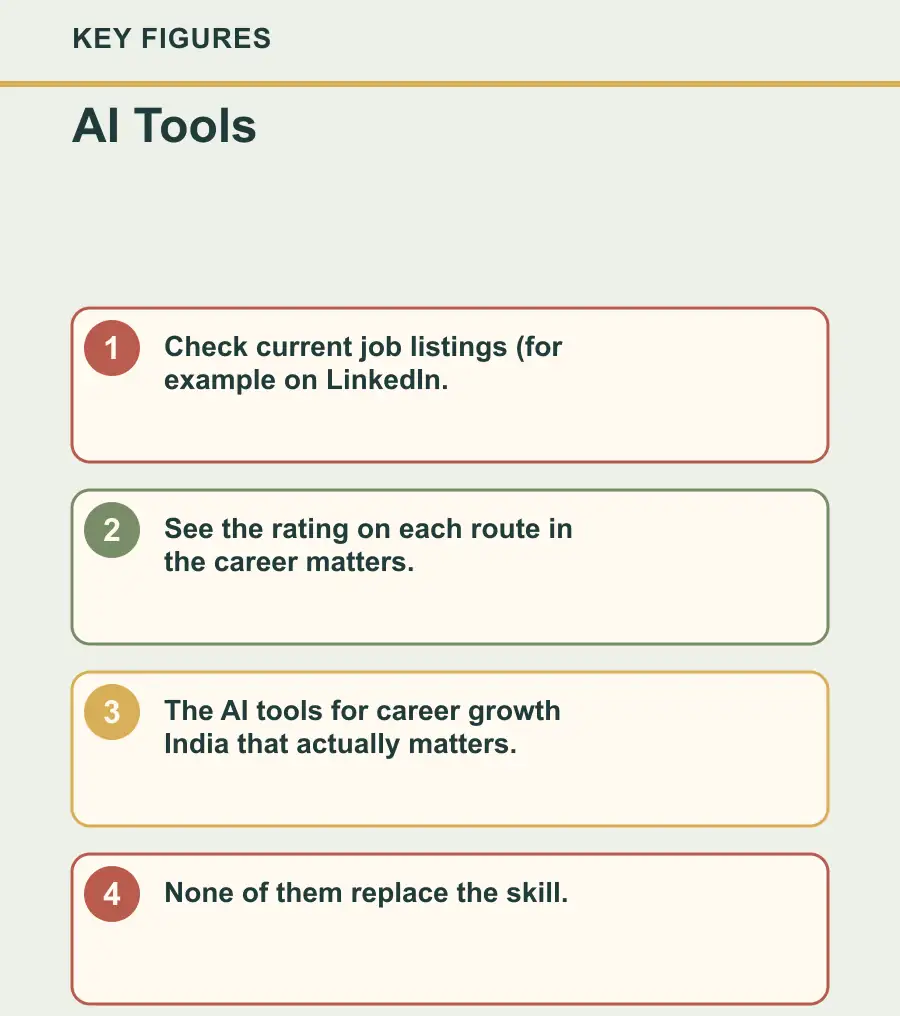 KEY FIGURES
AI Tools
1
Check current job listings (for
example on LinkedIn.
2
See the rating on each route in
the career matters.
3
The AI tools for career growth
India that actually matters.
4
None of them replace the skill.